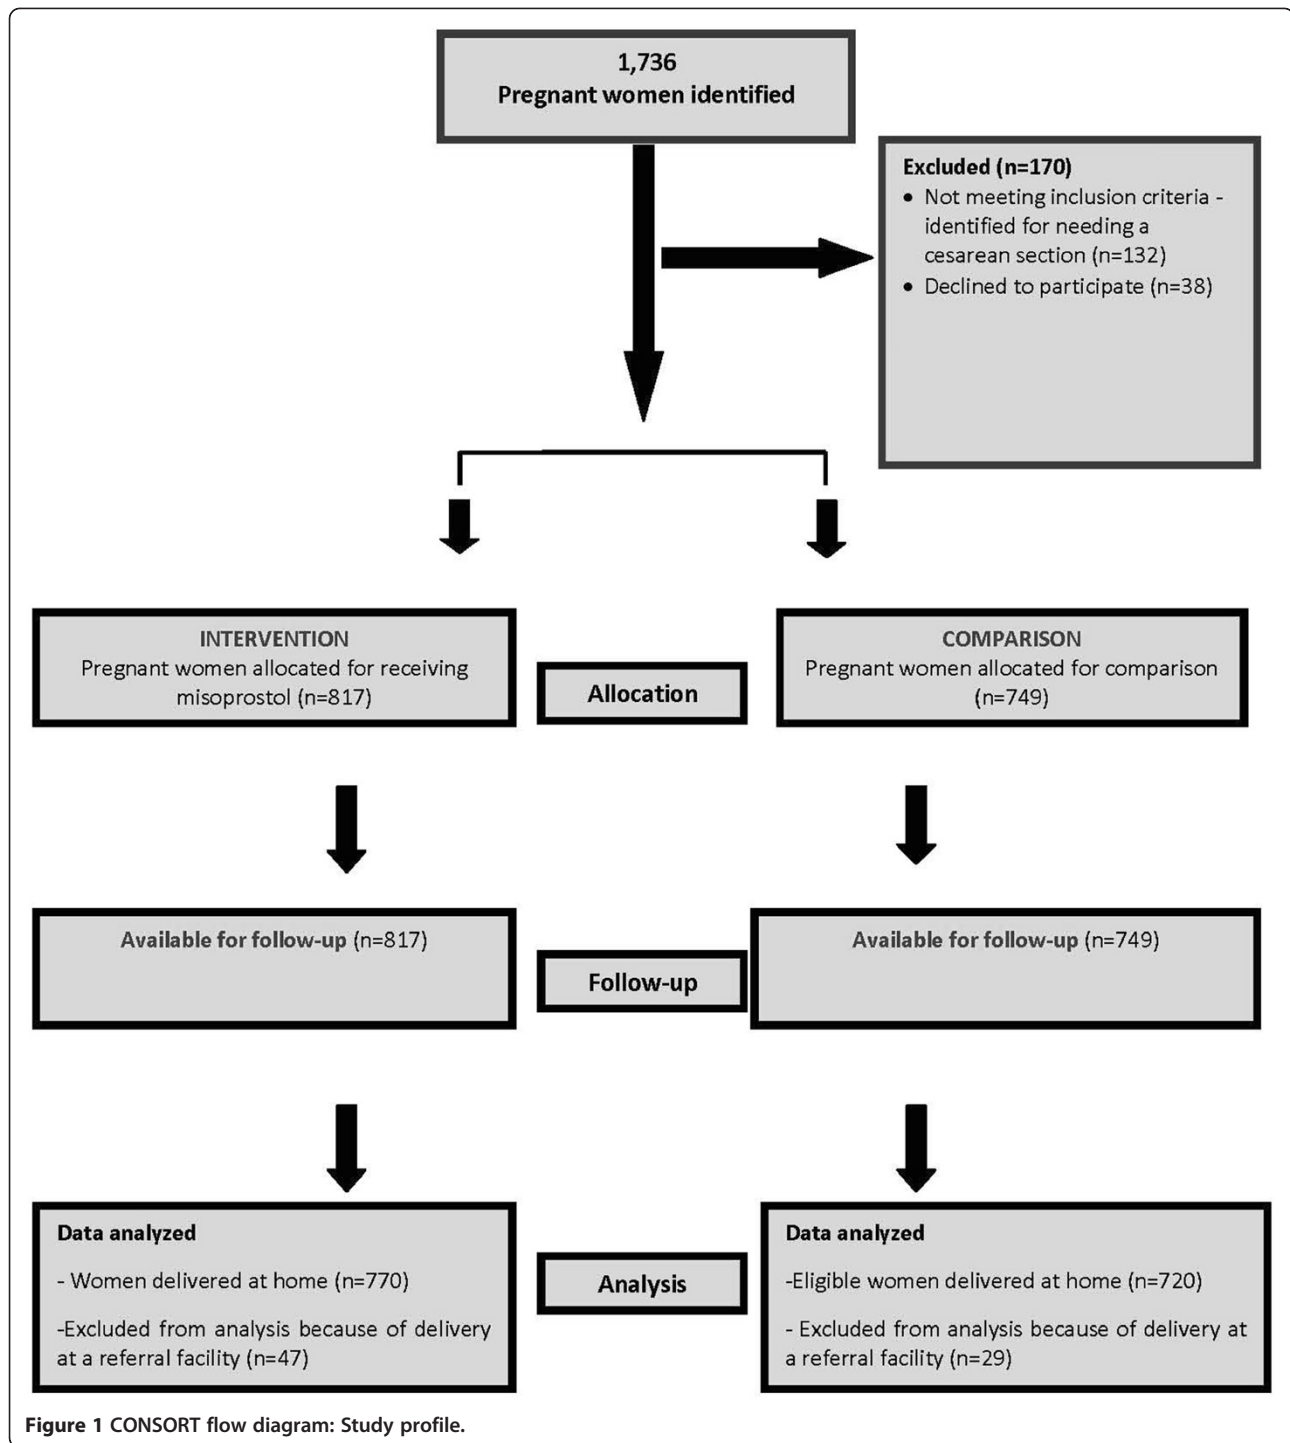 1,736
Pregnant women identified
Excluded (n=170)
• Not meeting inclusion criteria -
identified for needing a
cesarean section (n=132)
• Declined to participate (n=38)
INTERVENTION
Pregnant women allocated for receiving
misoprostol (n=817)
Allocation
COMPARISON
Pregnant women allocated for comparison
(n=749)
Available for follow-up (n=817)
Follow-up
Available for follow-up (n=749)
Data analyzed
- Women delivered at home (n=770)
-Excluded from analysis because of delivery
at a referral facility (n=47)
Analysis
Data analyzed
-Eligible women delivered at home (n=720)
- Excluded from analysis because of delivery at
a referral facility (n=29)
Figure 1 CONSORT flow diagram: Study profile.